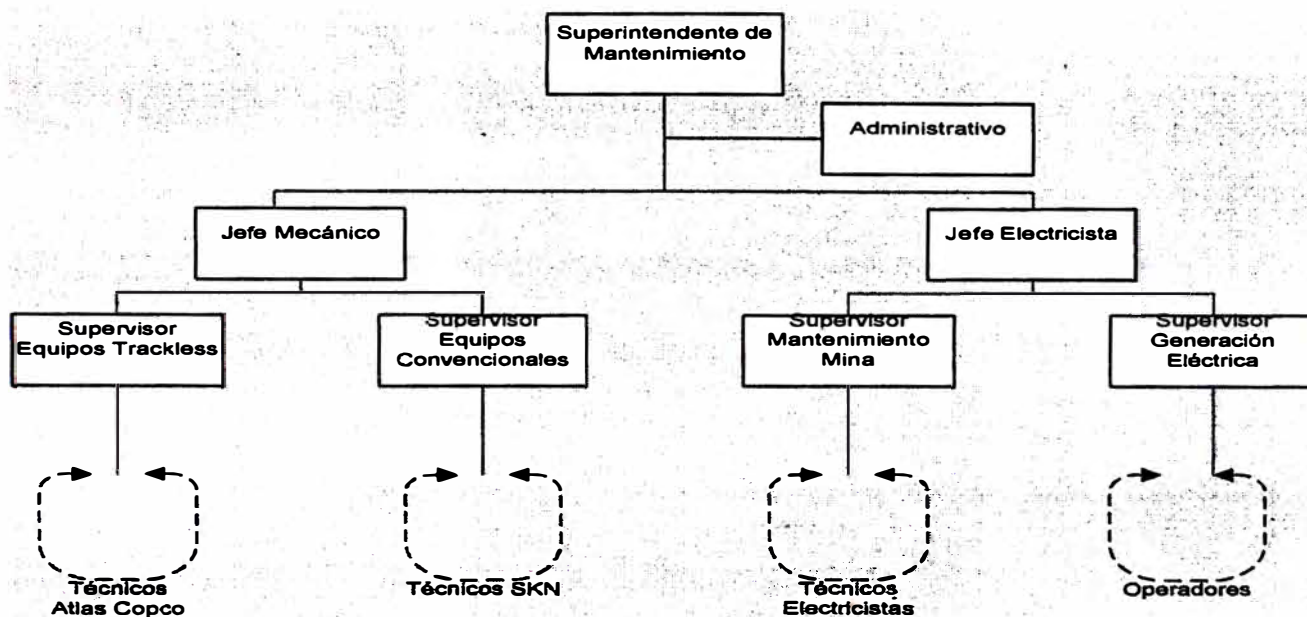 Superintendente de
Mantenimiento
Administrativo
Jefe Mecánico
Jefe Electricista
Supervisor
Equipos Trackless
Supervisor
Equipos
Convencionales
Supervisor
Mantenimiento
Mina
Supervisor
Generación
Eléctrica
Técnicos
Atlas Copco
Técnicos SKN
Técnicos
Electricistas
Operadores